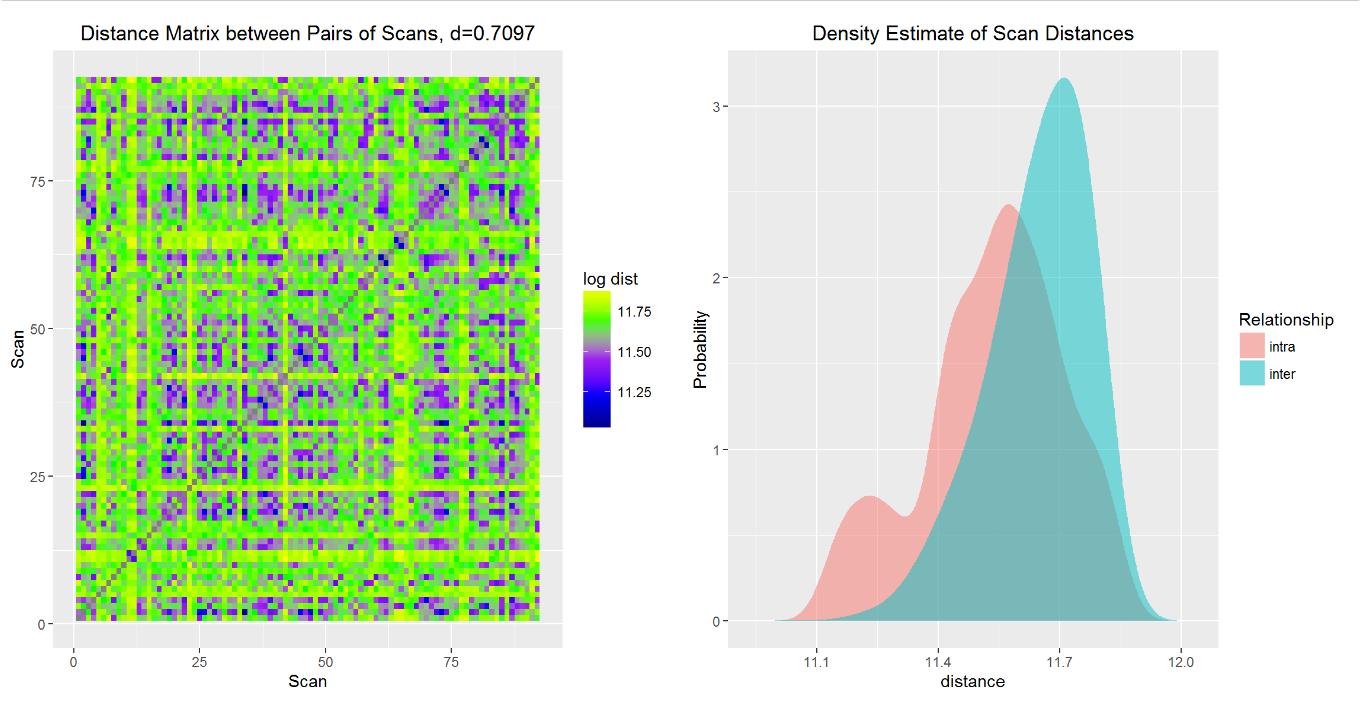 Distance Matrix between Pairs of Scans, d=0.7097
Scan
75
50
25
0
0 25 50 75
Scan
log dist
11.75
11.50
11.25
Density Estimate of Scan Distances
Probability
3
2
1
0
11.1 11.4 11.7 12.0
distance
Relationship
intra
inter